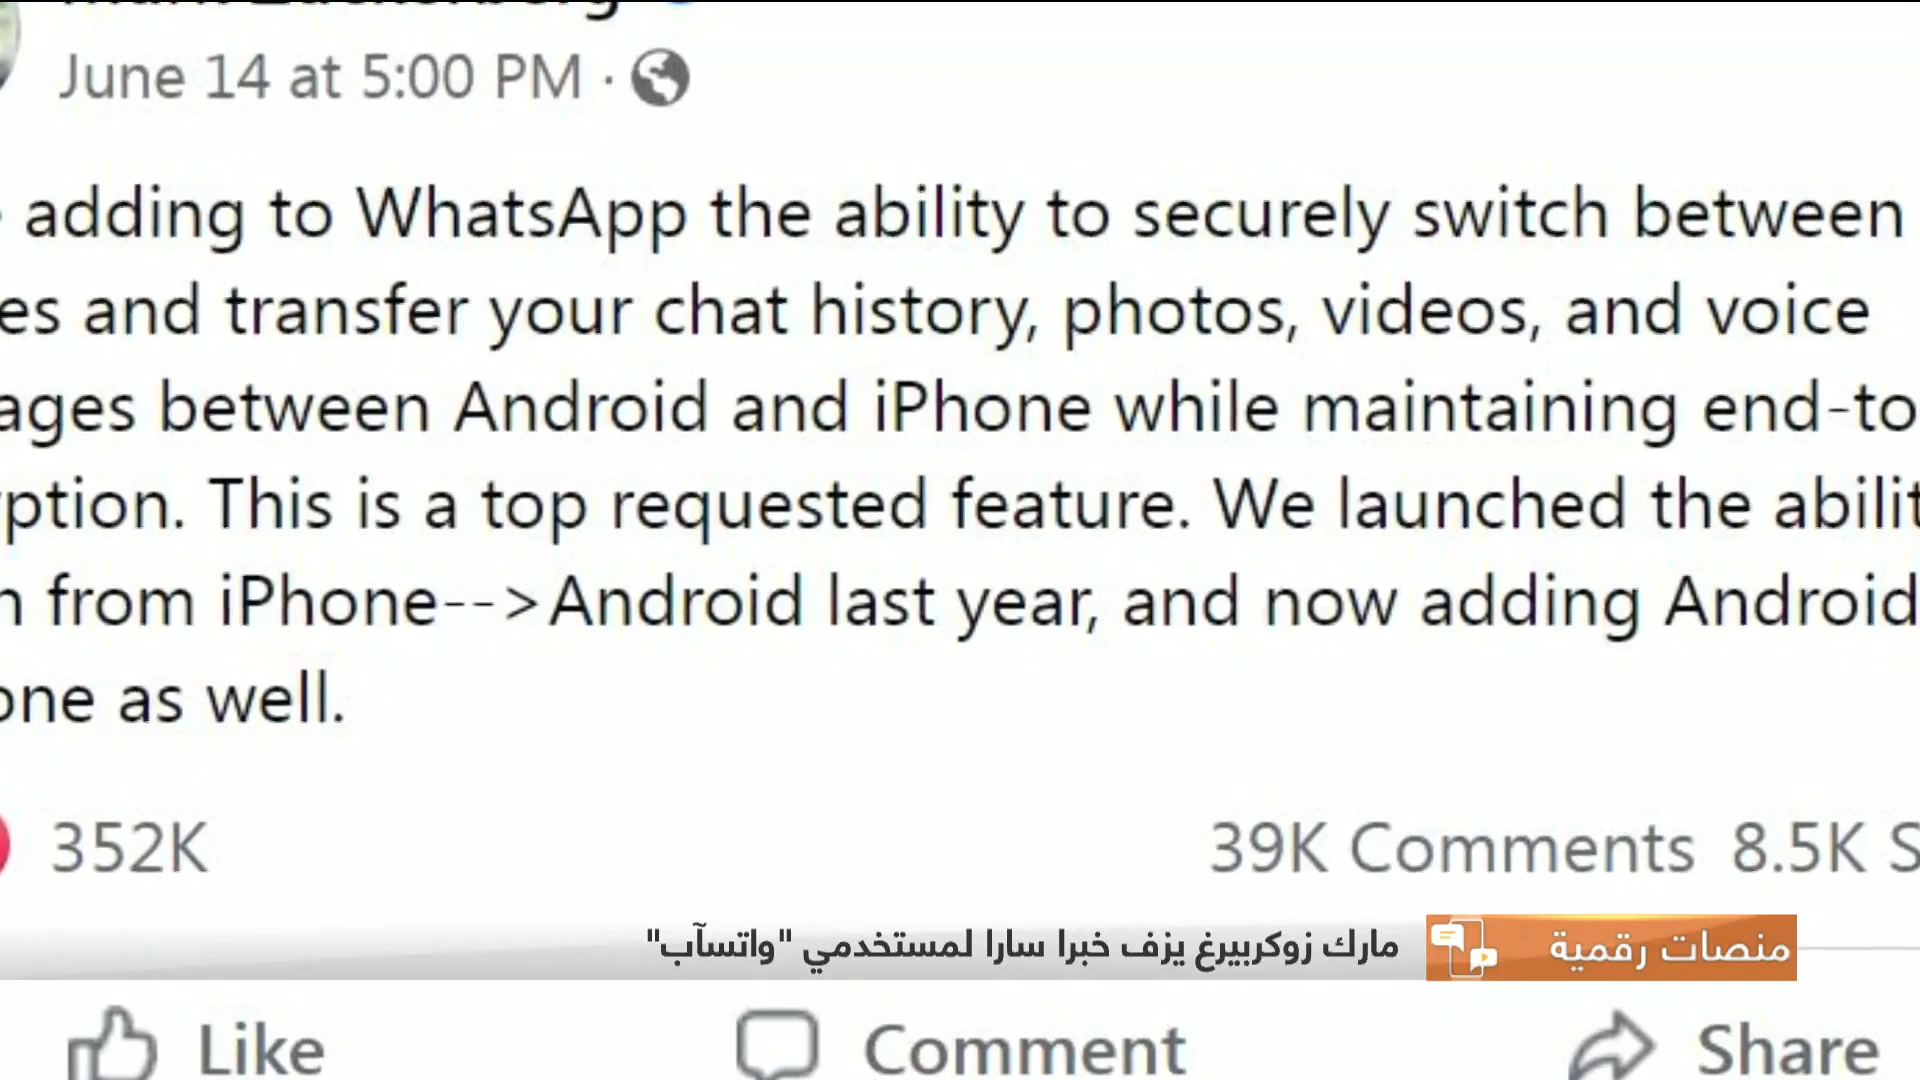 June 14 at 5:00 PM ·
adding to WhatsApp the ability to securely switch between
es and transfer your chat history, photos, videos, and voice
ages between Android and iPhone while maintaining end-to
ption. This is a top requested feature. We launched the abilit
from iPhone-->Android last year, and now adding Android
one as well.
352K
39K Comments 8.5K S
منصات رقمية
مارك زوكربيرغ يزف خبرا سارا لمستخدمي "واتسآب"
Like
Comment
Share